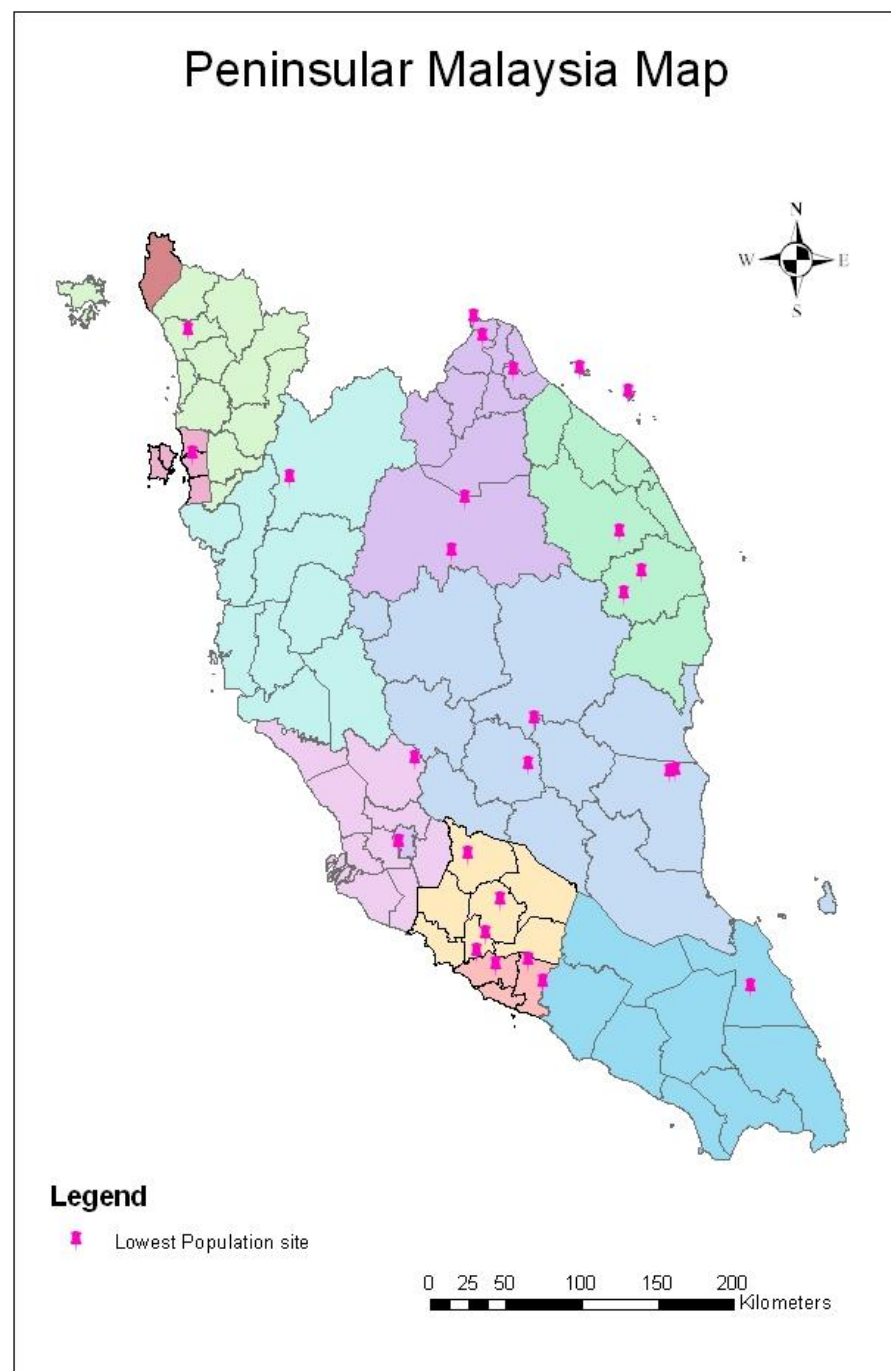 Peninsular Malaysia Map
N
W E
S
Legend
Lowest Population site
0 25 50 100 150 200
Kilometers